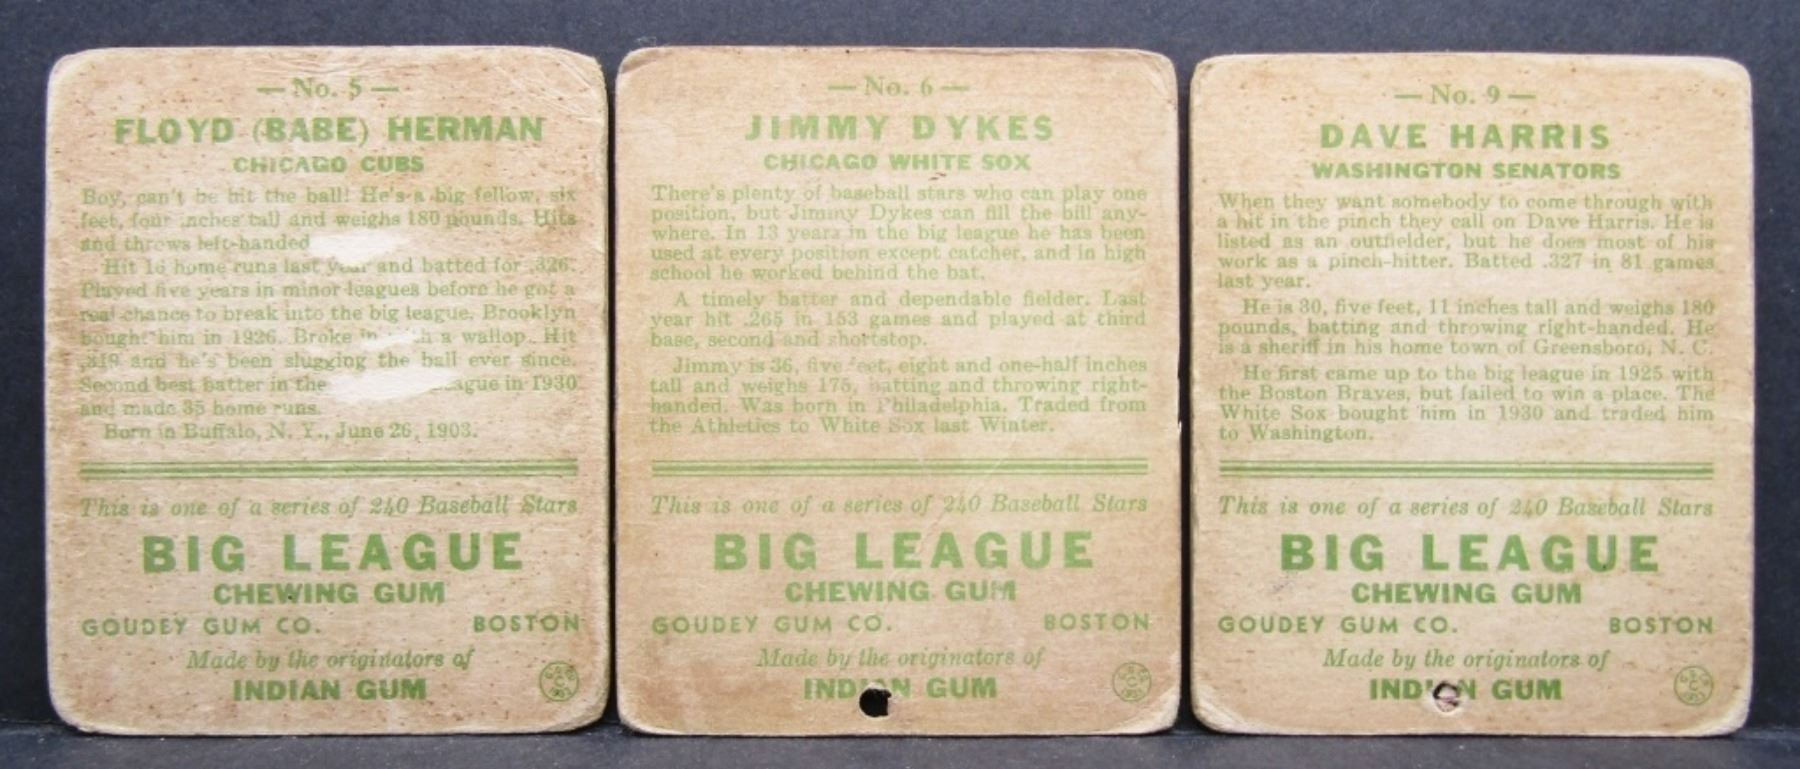 — No. 5 —
FLOYD (BABE) HERMAN
CHICAGO CUBS
Boy, can't he hit the ball! He's a big fellow, six
feet, four inches tall and weighs 180 pounds. Hits
and throws left-handed
Hit 16 home runs last year and batted for .326.
Played five years in minor leagues before he got a
real chance to break into the big league. Brooklyn
bought him in 1926. Broke in a wallop. Hit
.319 and he's been slugging the ball ever since.
Second best batter in the in 1930
and made 35 home runs.
Born in Buffalo, N. Y., June 26, 1903.
This is one of a series of 240 Baseball Stars
BIG LEAGUE
CHEWING GUM
GOUDEY GUM CO. BOSTON
Made by the originators of
INDIAN GUM
— No. 6 —
JIMMY DYKES
CHICAGO WHITE SOX
There's plenty of baseball stars who can play one
position, but Jimmy Dykes can fill the bill any-
where. In 13 years in the big league he has been
used at every position except catcher, and in high
school he worked behind the bat.
A timely batter and dependable fielder. Last
year hit .265 in 153 games and played at third
base, second and shortstop.
Jimmy is 36, five feet, eight and one-half inches
tall and weighs 175, batting and throwing right-
handed. Was born in Philadelphia. Traded from
the Athletics to White Sox last Winter.
This is one of a series of 240 Baseball Stars
BIG LEAGUE
CHEWING GUM
GOUDEY GUM CO. BOSTON
Made by the originators of
INDIAN GUM
— No. 9 —
DAVE HARRIS
WASHINGTON SENATORS
When they want somebody to come through with
a hit in the pinch they call on Dave Harris. He is
listed as an outfielder, but he does most of his
work as a pinch-hitter. Batted .327 in 81 games
last year.
He is 30, five feet, 11 inches tall and weighs 180
pounds, batting and throwing right-handed. He
is a sheriff in his home town of Greensboro, N. C.
He first came up to the big league in 1925 with
the Boston Braves, but failed to win a place. The
White Sox bought him in 1930 and traded him
to Washington.
This is one of a series of 240 Baseball Stars
BIG LEAGUE
CHEWING GUM
GOUDEY GUM CO. BOSTON
Made by the originators of
INDIAN GUM